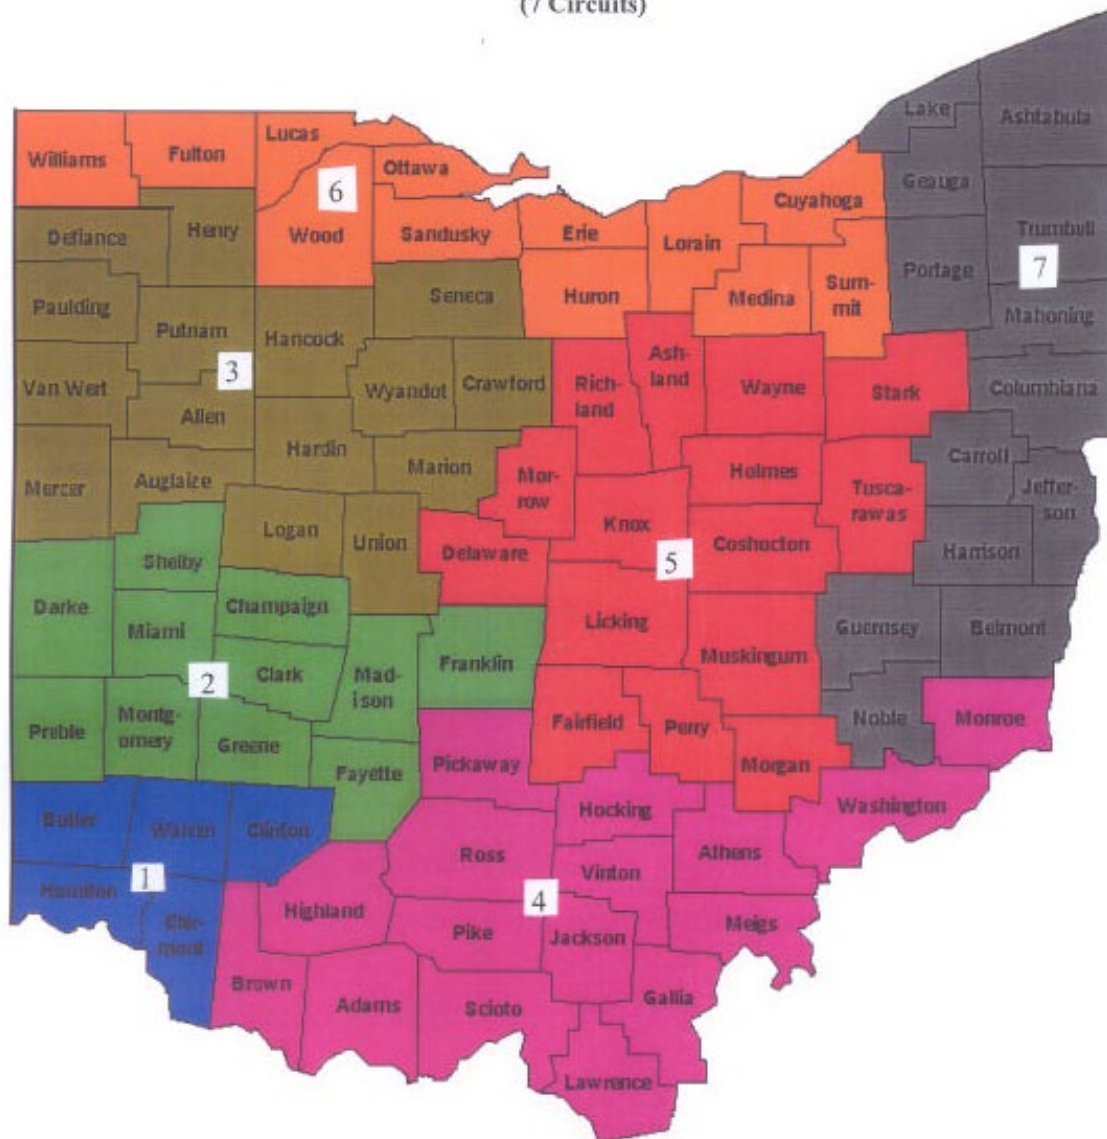 (7 Circuits)
Lake
Ashtabula
Lucas
Williams
Fulton
Ottawa
6
Geauga
Cuyahoga
Defiance
Henry
Wood
Sandusky
Erie
Lorain
Trumbull
7
Portage
Paulding
Seneca
Huron
Medina
Sum-
mit
Mahoning
Putnam
Hancock
3
Ash-
land
Van Wert
Wyandot
Crawford
Rich-
land
Wayne
Stark
Columbiana
Allen
Hardin
Marion
Mor-
row
Holmes
Carroll
Mercer
Auglaize
Tusca-
rawas
Jeffer-
son
Logan
Union
Knox
Delaware
Coshocton
Harrison
5
Shelby
Darke
Champaign
Miami
Licking
Guernsey
Belmont
Clark
Mad-
ison
Franklin
Muskingum
2
Preble
Montg-
omery
Greene
Fairfield
Perry
Noble
Monroe
Fayette
Pickaway
Morgan
Hocking
Washington
Butler
Warren
Clinton
Ross
Athens
Vinton
1
Hamilton
4
Highland
Cler-
mont
Pike
Jackson
Meigs
Brown
Adams
Scioto
Gallia
Lawrence